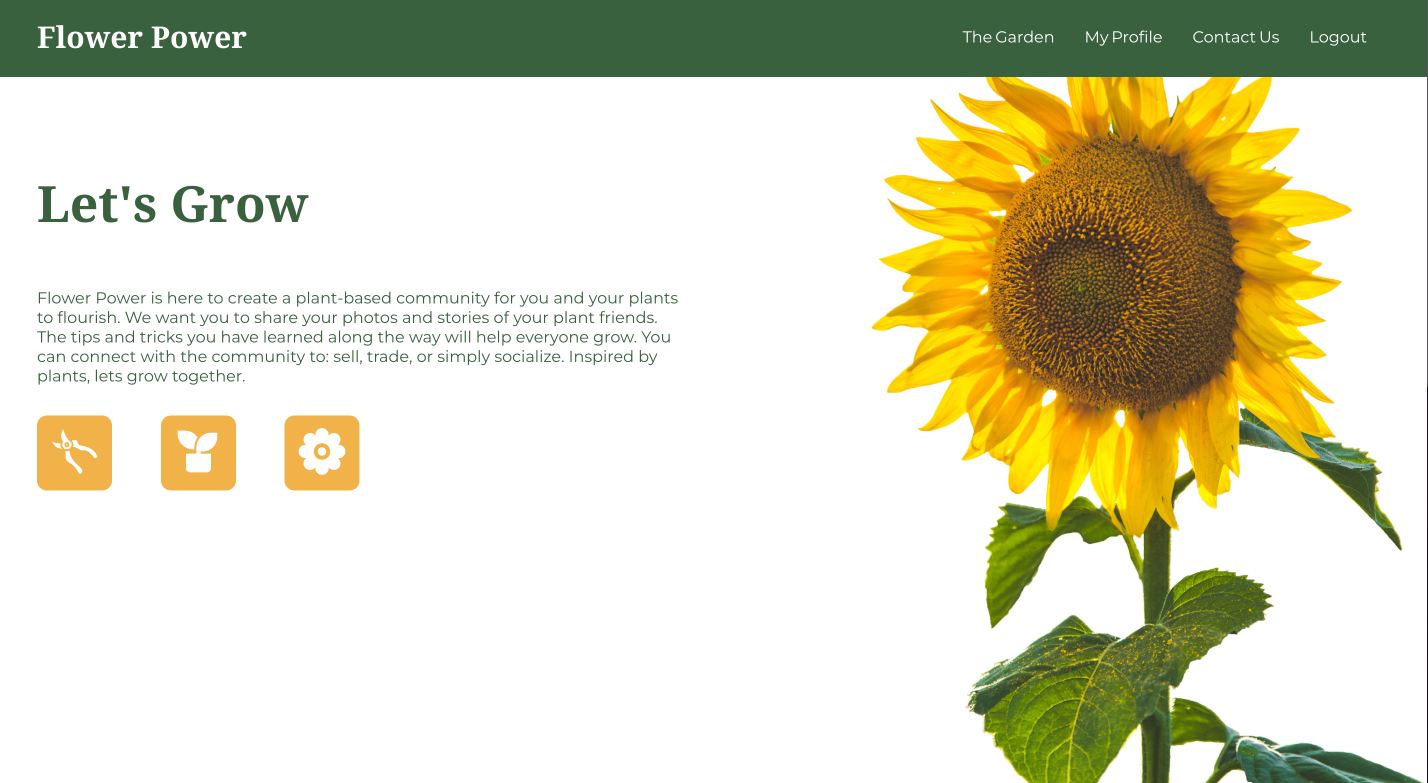 Flower Power
The Garden My Profile Contact Us Logout
Let's Grow
Flower Power is here to create a plant-based community for you and your plants
to flourish. We want you to share your photos and stories of your plant friends.
The tips and tricks you have learned along the way will help everyone grow. You
can connect with the community to: sell, trade, or simply socialize. Inspired by
plants, lets grow together.